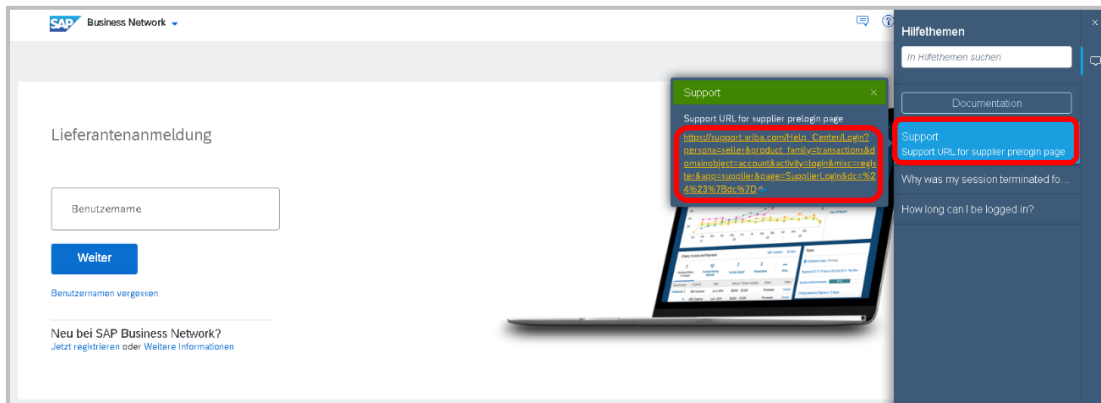 SAP Business Network
Lieferantenanmeldung
Benutzername
Weiter
Benutzernamen vergessen
Neu bei SAP Business Network?
Jetzt registrieren oder Weitere Informationen
Support
Support URL for supplier prelogin page
https://support.ariba.com/Help_Center/Login?
persona=seller&product_family=transactions&d
omainobject=account&activity=login&misc=regis
ter&app=supplier&page=SupplierLogin&dc=%2
4%23%7Bdc%7D
Hilfethemen
In Hilfethemen suchen
Documentation
Support
Support URL for supplier prelogin page
Why was my session terminated fo...
How long can I be logged in?